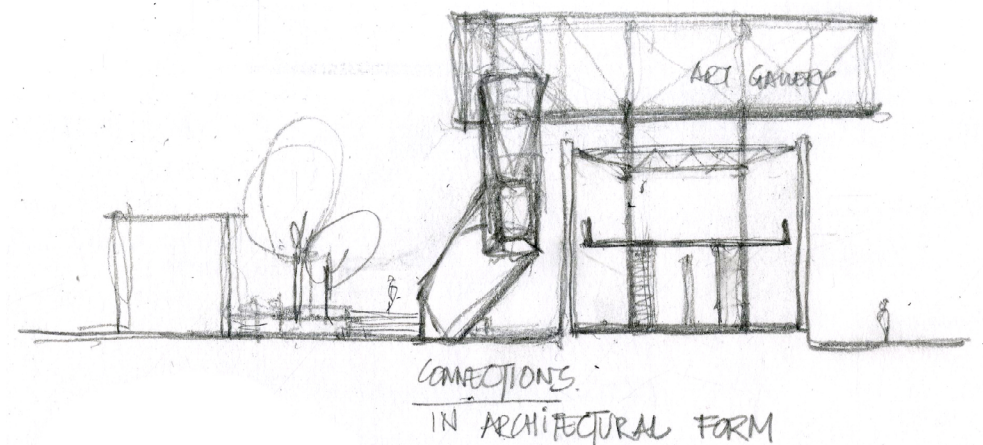 ART GALLERY
CONNECTIONS.
IN ARCHITECTURAL FORM